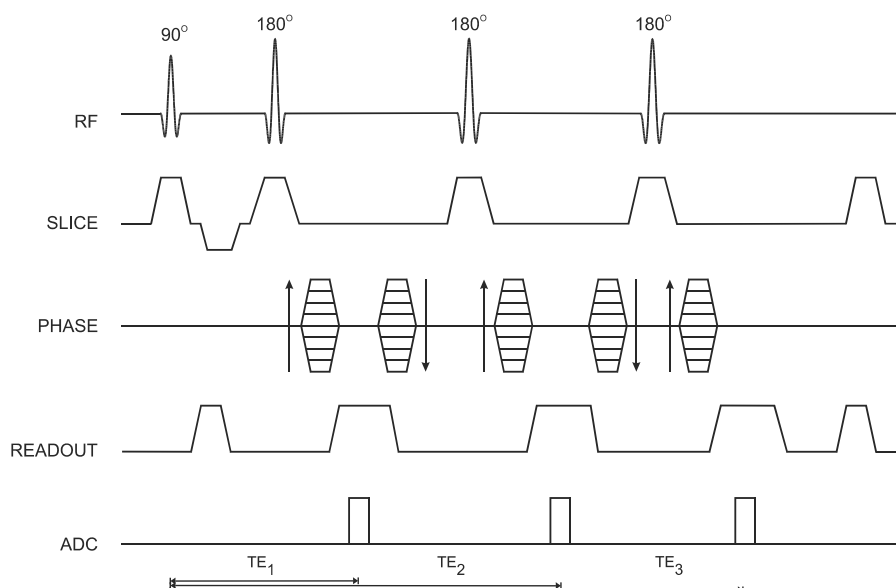 90° 180° 180° 180°
RF
SLICE
PHASE
READOUT
ADC
TE1 TE2 TE3